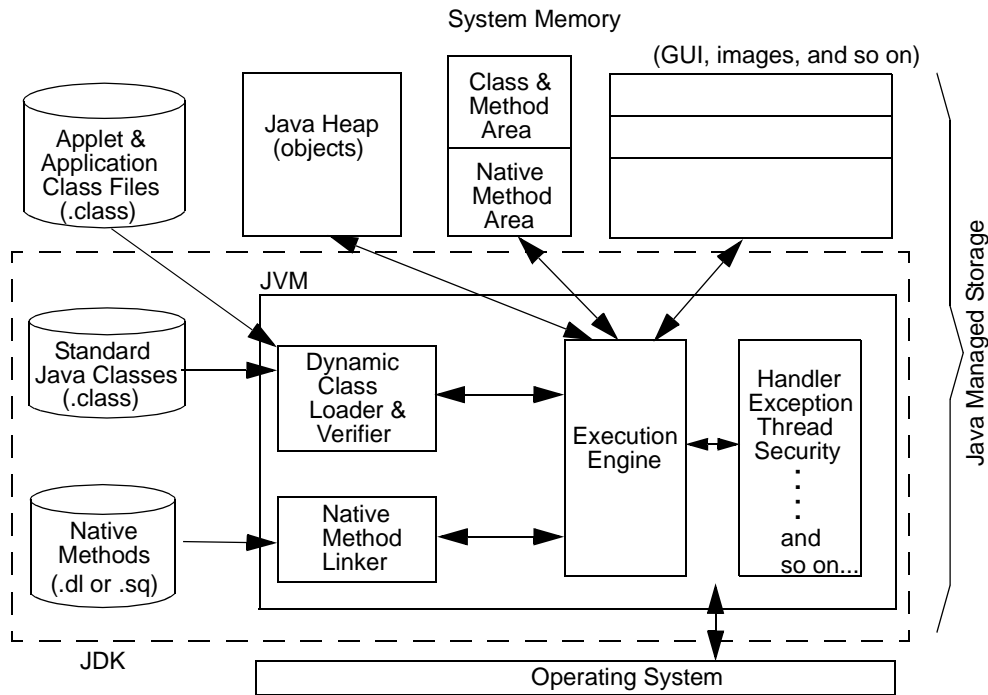 System Memory
(GUI, images, and so on)
Applet &
Application
Class Files
(.class)
Java Heap
(objects)
Class &
Method
Area
Native
Method
Area
Java Managed Storage
JVM
Standard
Java Classes
(.class)
Dynamic
Class
Loader &
Verifier
Execution
Engine
Handler
Exception
Thread
Security
.
.
.
.
and
so on...
Native
Methods
(.dl or .sq)
Native
Method
Linker
JDK
Operating System